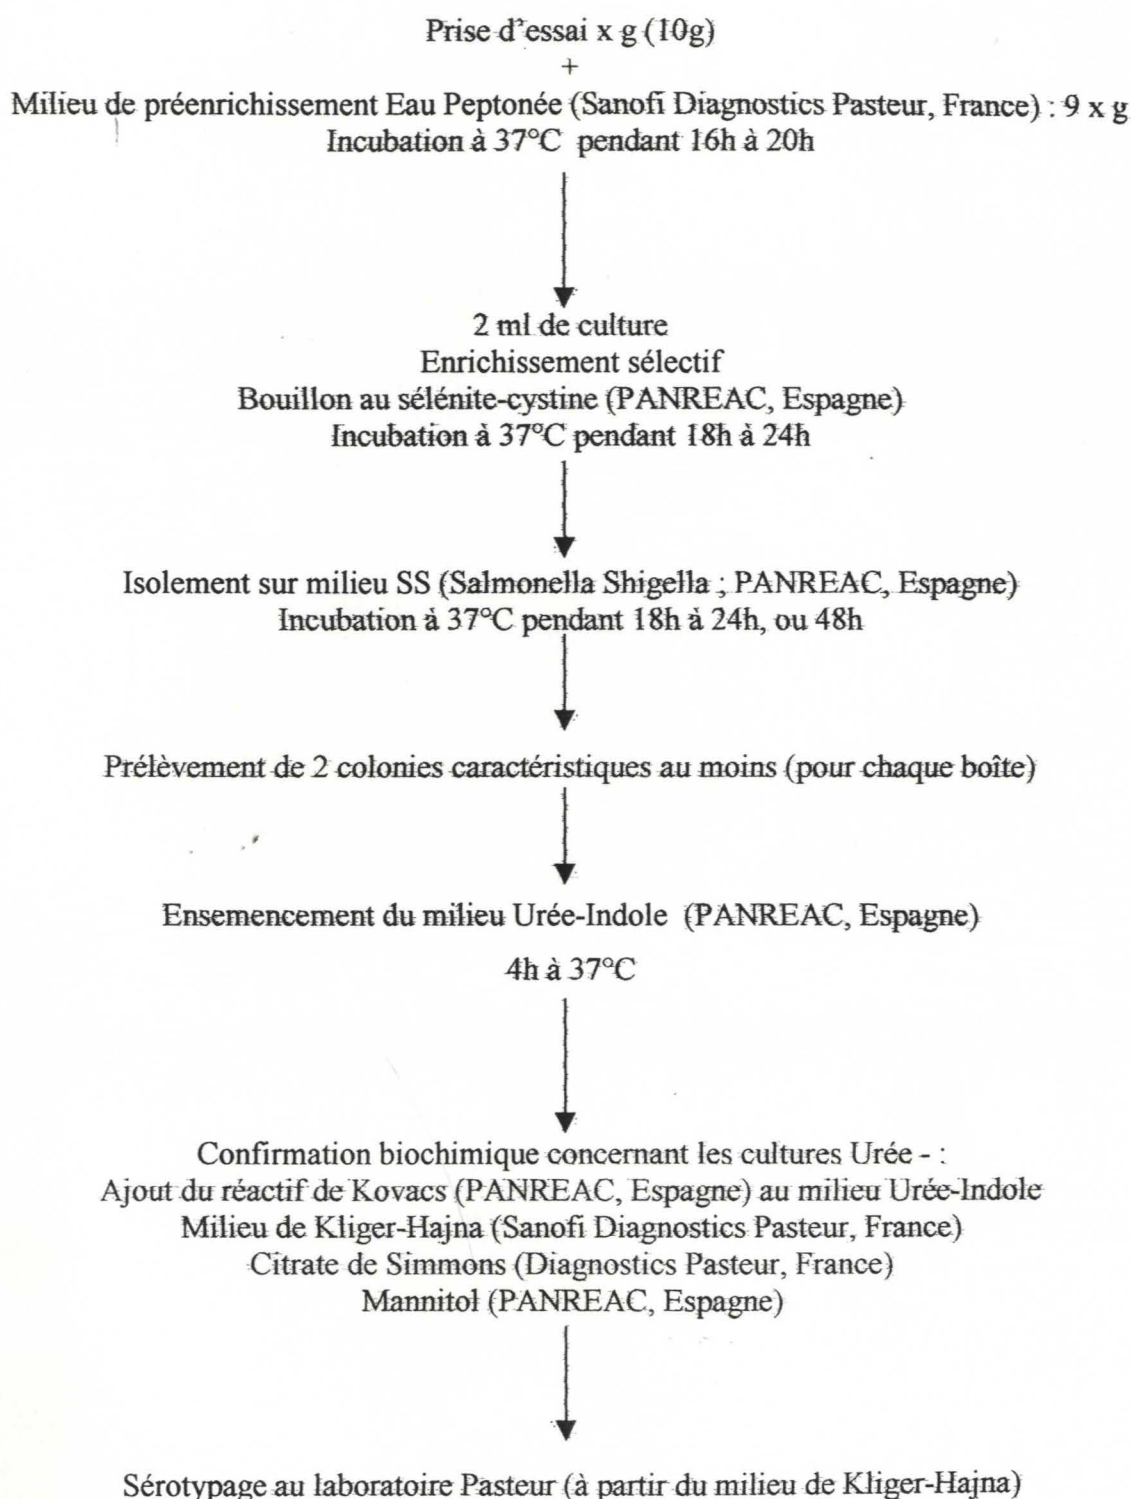 Prise d'essai x g (10g)
+
Milieu de préenrichissement Eau Peptonée (Sanofi Diagnostics Pasteur, France) : 9 x g
Incubation à 37°C pendant 16h à 20h
2 ml de culture
Enrichissement sélectif
Bouillon au sélénite-cystine (PANREAC, Espagne)
Incubation à 37°C pendant 18h à 24h
Isolement sur milieu SS (Salmonella Shigella ; PANREAC, Espagne)
Incubation à 37°C pendant 18h à 24h, ou 48h
Prélèvement de 2 colonies caractéristiques au moins (pour chaque boîte)
Ensemencement du milieu Urée-Indole (PANREAC, Espagne)
4h à 37°C
Confirmation biochimique concernant les cultures Urée - :
Ajout du réactif de Kovacs (PANREAC, Espagne) au milieu Urée-Indole
Milieu de Kliger-Hajna (Sanofi Diagnostics Pasteur, France)
Citrate de Simmons (Diagnostics Pasteur, France)
Mannitol (PANREAC, Espagne)
Sérotypage au laboratoire Pasteur (à partir du milieu de Kliger-Hajna)